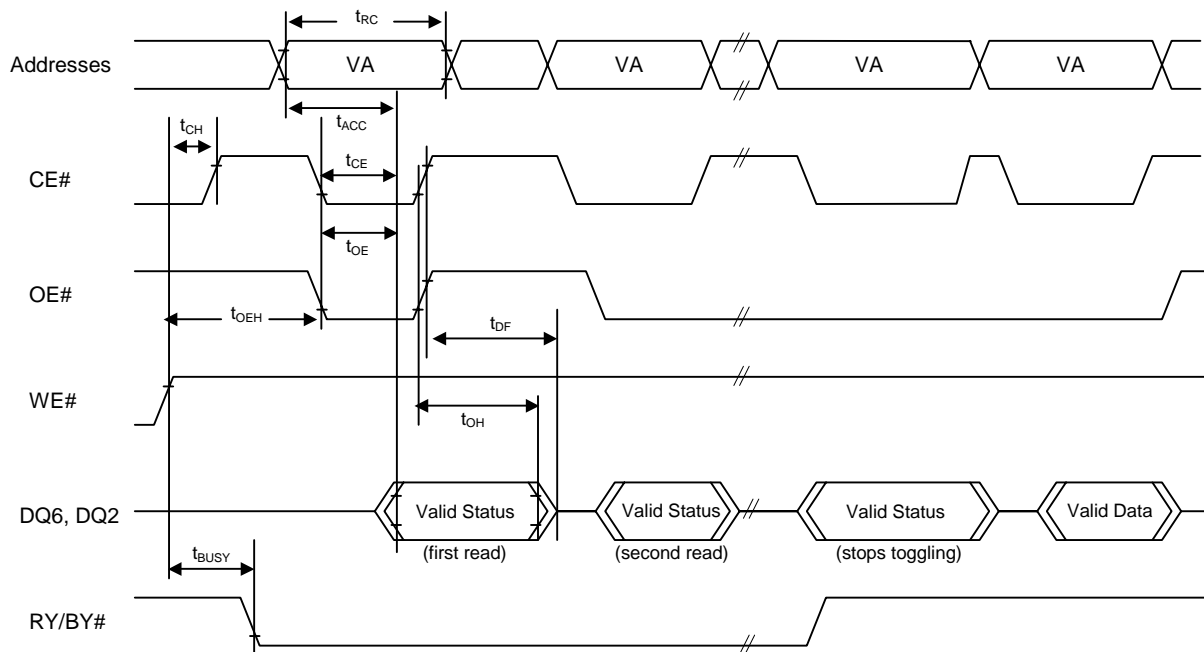 tRC
Addresses VA VA VA VA
tACC
tCH
tCE
CE#
tOE
OE#
tOEH
tDF
WE#
tOH
DQ6, DQ2 Valid Status Valid Status Valid Status Valid Data
(first read) (second read) (stops toggling)
tBUSY
RY/BY#